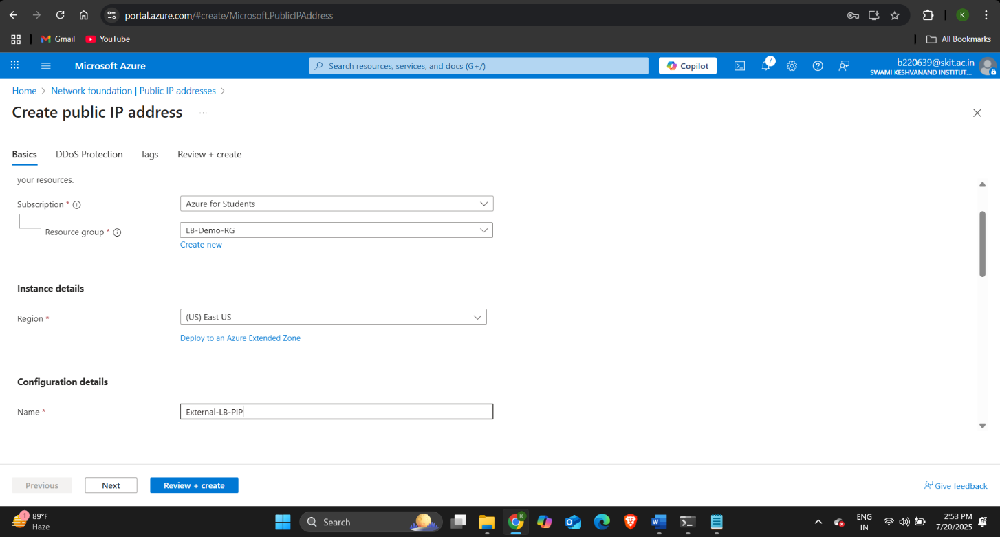 portal.azure.com/#create/Microsoft.PublicIPAddress
K
Gmail
YouTube
All Bookmarks
Microsoft Azure
Search resources, services, and docs (G+/)
Copilot
7
b220639@skit.ac.in
SWAMI KESHVANAND INSTITUT...
Home > Network foundation | Public IP addresses >
Create public IP address ...
Basics
DDoS Protection
Tags
Review + create
your resources.
Subscription *
Azure for Students
Resource group *
LB-Demo-RG
Create new
Instance details
Region *
(US) East US
Deploy to an Azure Extended Zone
Configuration details
Name *
External-LB-PIP
Previous
Next
Review + create
Give feedback
1
89°F
Haze
Search
K
ENG
IN
2:53 PM
7/20/2025